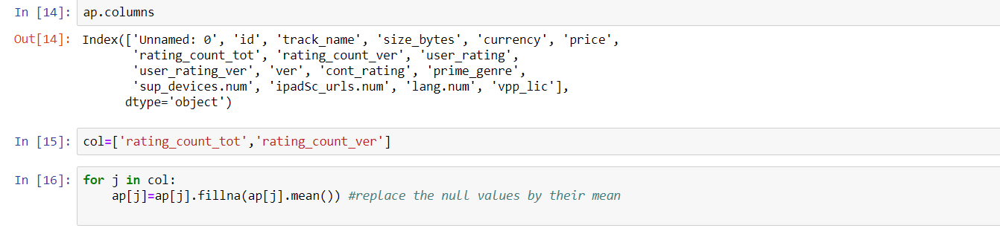 In [14]: ap.columns
Out[14]: Index(['Unnamed: 0', 'id', 'track_name', 'size_bytes', 'currency', 'price',
'rating_count_tot', 'rating_count_ver', 'user_rating',
'user_rating_ver', 'ver', 'cont_rating', 'prime_genre',
'sup_devices.num', 'ipadSc_urls.num', 'lang.num', 'vpp_lic'],
dtype='object')
In [15]: col=['rating_count_tot','rating_count_ver']
In [16]: for j in col:
ap[j]=ap[j].fillna(ap[j].mean()) #replace the null values by their mean